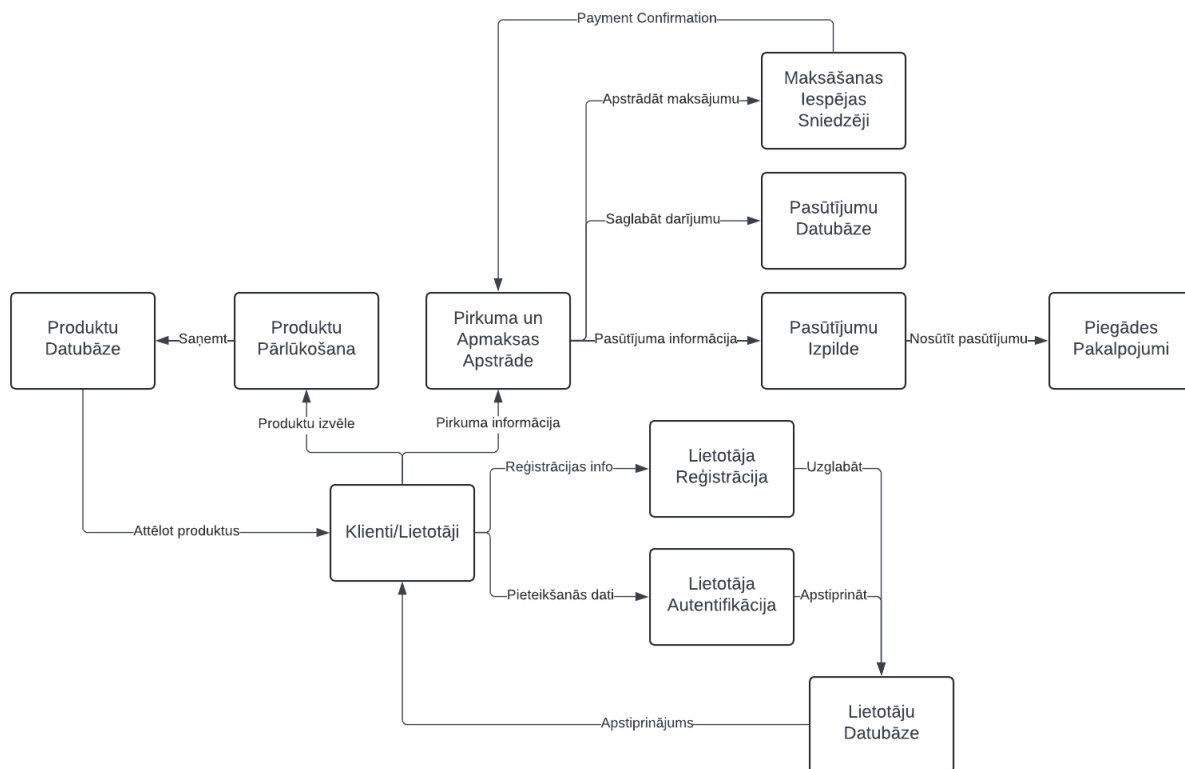 Payment Confirmation
Maksāšanas
Iespējas
Sniedzēji
Apstrādāt maksājumu
Pasūtījumu
Datubāze
Saglabāt darījumu
Produktu
Datubāze
Saņemt
Produktu
Pārlūkošana
Pirkuma un
Apmaksas
Apstrāde
Pasūtījuma informācija
Pasūtījumu
Izpilde
Nosūtīt pasūtījumu
Piegādes
Pakalpojumi
Produktu izvēle
Pirkuma informācija
Reģistrācijas info
Lietotāja
Reģistrācija
Uzglabāt
Attēlot produktus
Klienti/Lietotāji
Pieteikšanās dati
Lietotāja
Autentifikācija
Apstiprināt
Apstiprinājums
Lietotāju
Datubāze